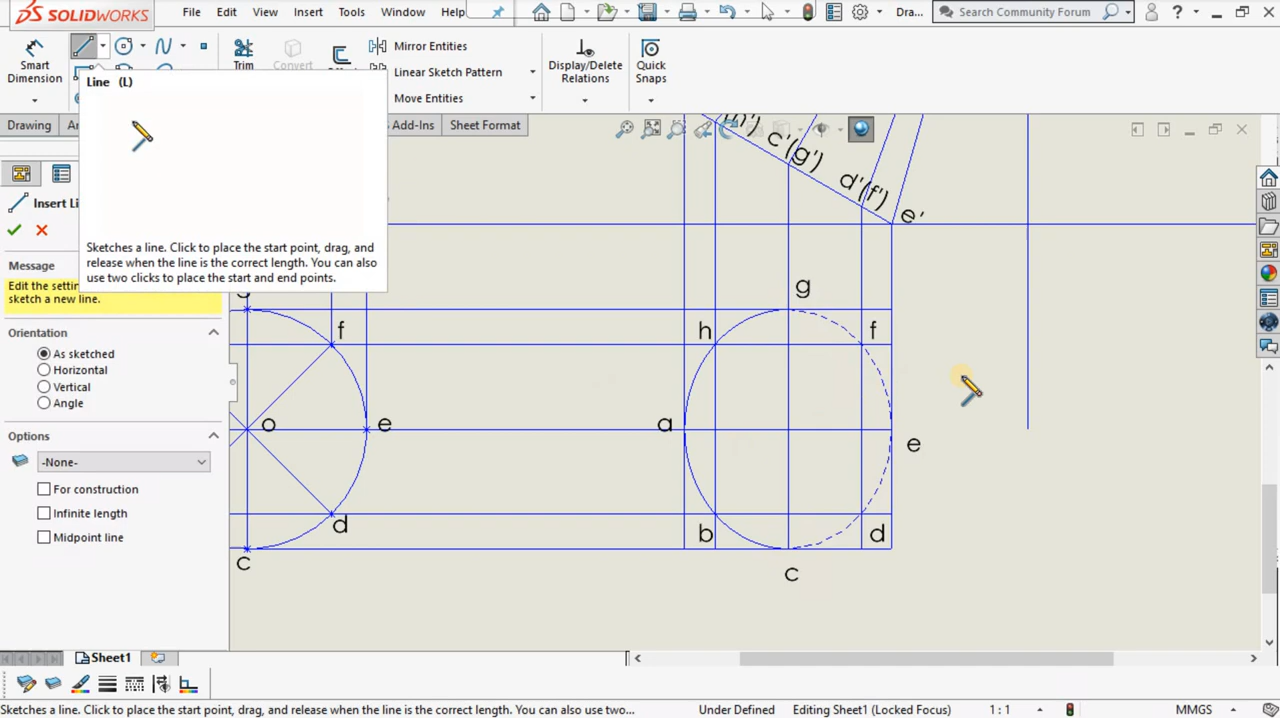 SOLIDWORKS
File Edit View Insert Tools Window Help
Dra...
Search Community Forum
?
Smart Dimension
Trim
Convert
Mirror Entities
Linear Sketch Pattern
Move Entities
Display/Delete Relations
Quick Snaps
Line (L)
Sketches a line. Click to place the start point, drag, and
release when the line is the correct length. You can also
use two clicks to place the start and end points.
Drawing
Add-Ins
Sheet Format
Insert Li
Message
Edit the settin
sketch a new line.
Orientation
As sketched
Horizontal
Vertical
Angle
Options
-None-
For construction
Infinite length
Midpoint line
c'(g')
d'(f')
e'
g
f
h
f
o
e
a
e
d
b
d
c
c
Sheet1
Sketches a line. Click to place the start point, drag, and release when the line is the correct length. You can also use two...
Under Defined
Editing Sheet1 (Locked Focus)
1 : 1
MMGS